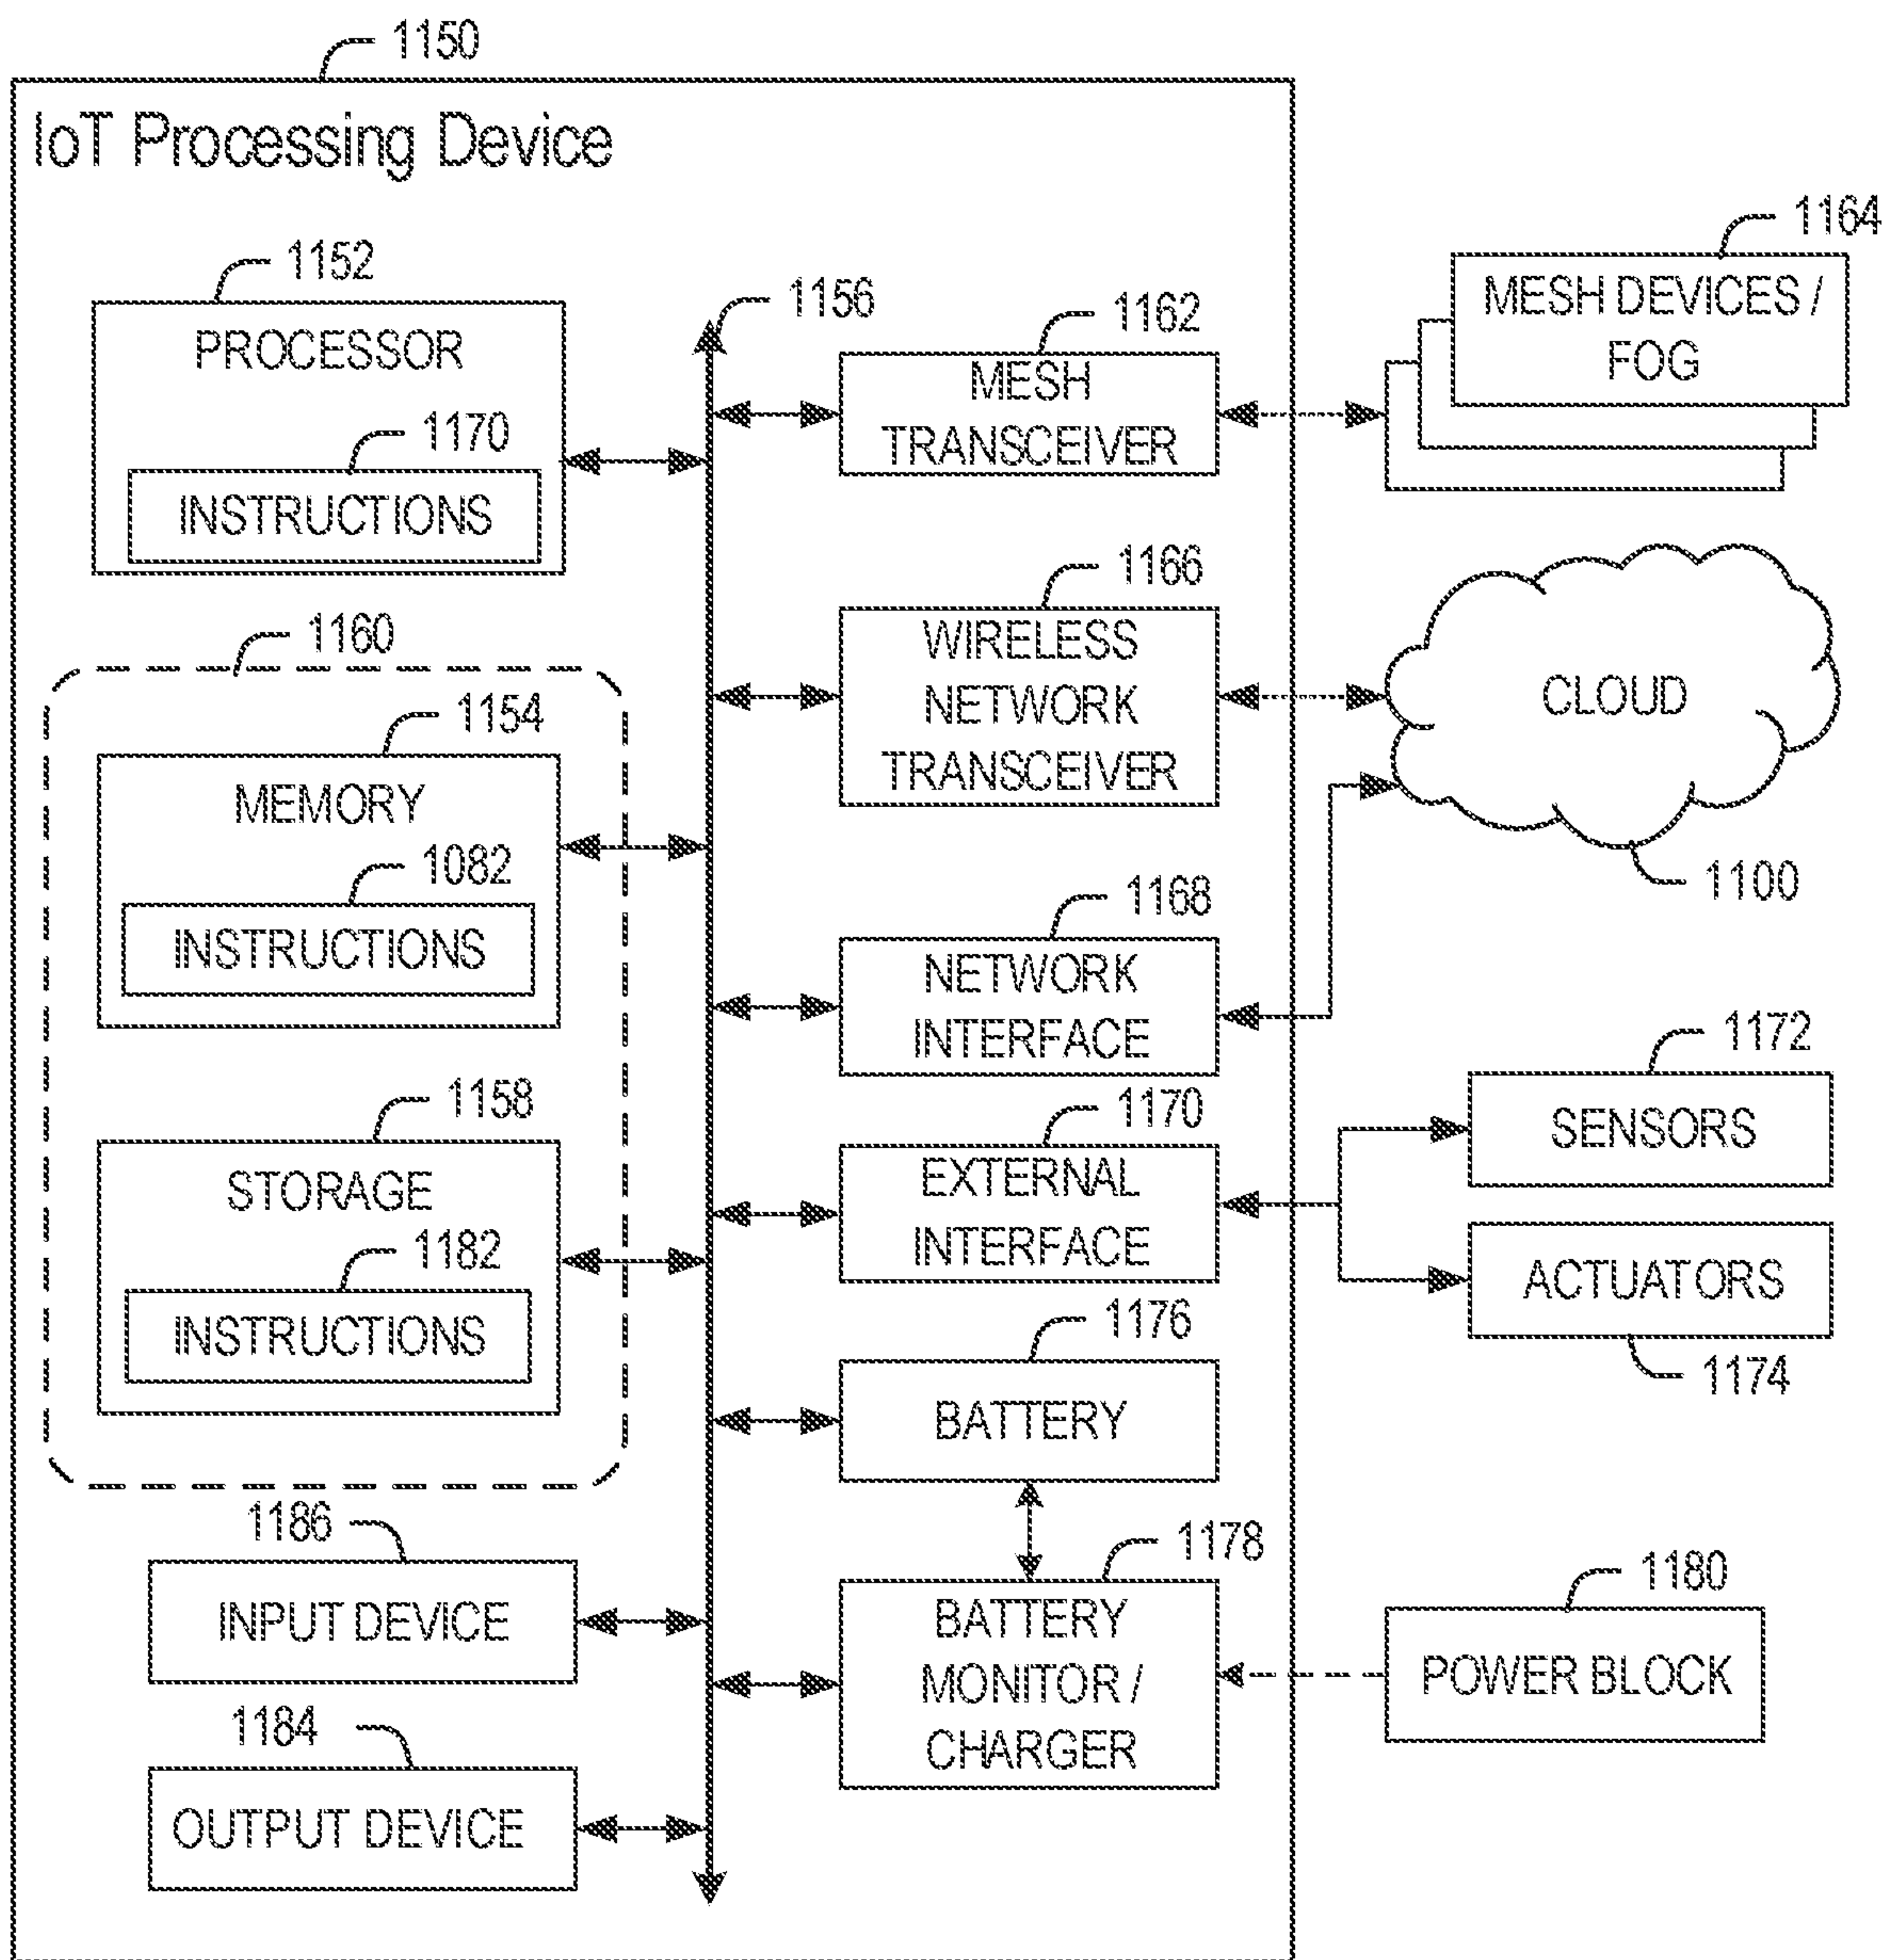 1150
IoT Processing Device
1152
PROCESSOR
1170
INSTRUCTIONS
1160
1154
MEMORY
1082
INSTRUCTIONS
1158
STORAGE
1182
INSTRUCTIONS
1186
INPUT DEVICE
1184
OUTPUT DEVICE
1156
1162
MESH
TRANSCEIVER
1166
WIRELESS
NETWORK
TRANSCEIVER
1168
NETWORK
INTERFACE
1170
EXTERNAL
INTERFACE
1176
BATTERY
1178
BATTERY
MONITOR /
CHARGER
1164
MESH DEVICES /
FOG
CLOUD
1100
1172
SENSORS
ACTUATORS
1174
1180
POWER BLOCK